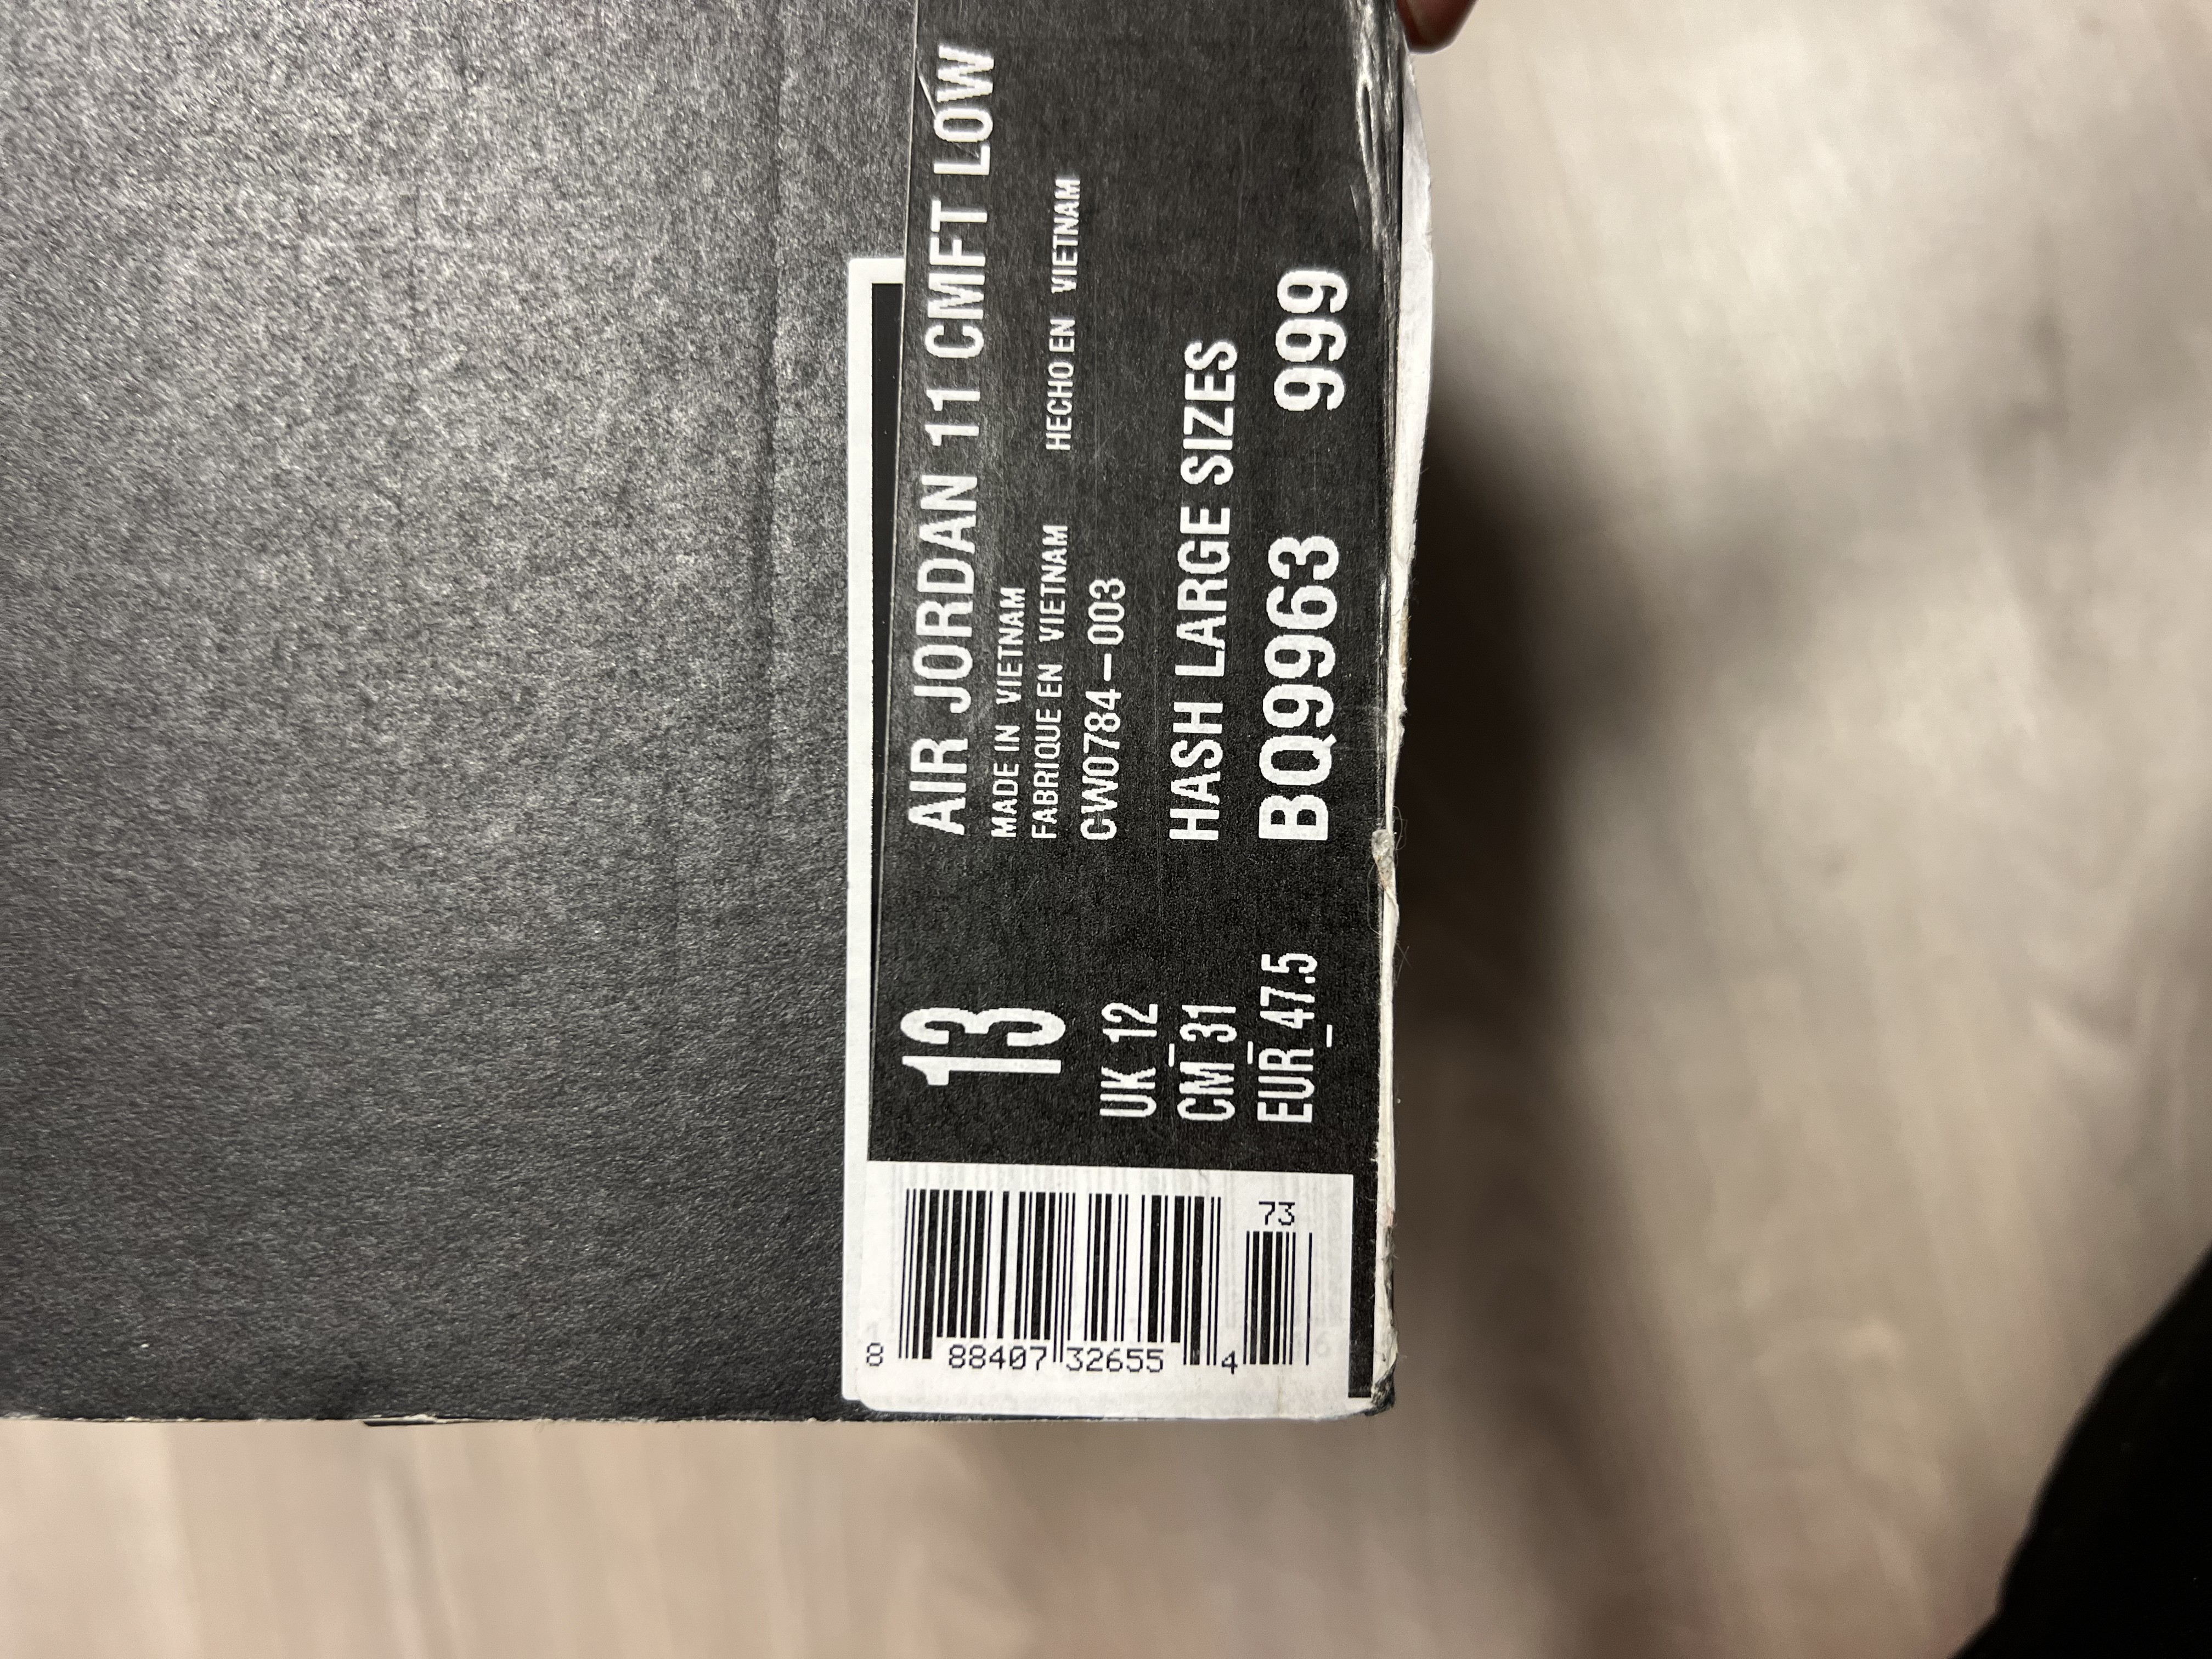 8 88407 32655 4
73
13
UK 12
CM 31
EUR 47.5
AIR JORDAN 11 CMFT LOW
MADE IN VIETNAM
FABRIQUE EN VIETNAM HECHO EN VIETNAM
CW0784-003
HASH LARGE SIZES
BQ9963 999